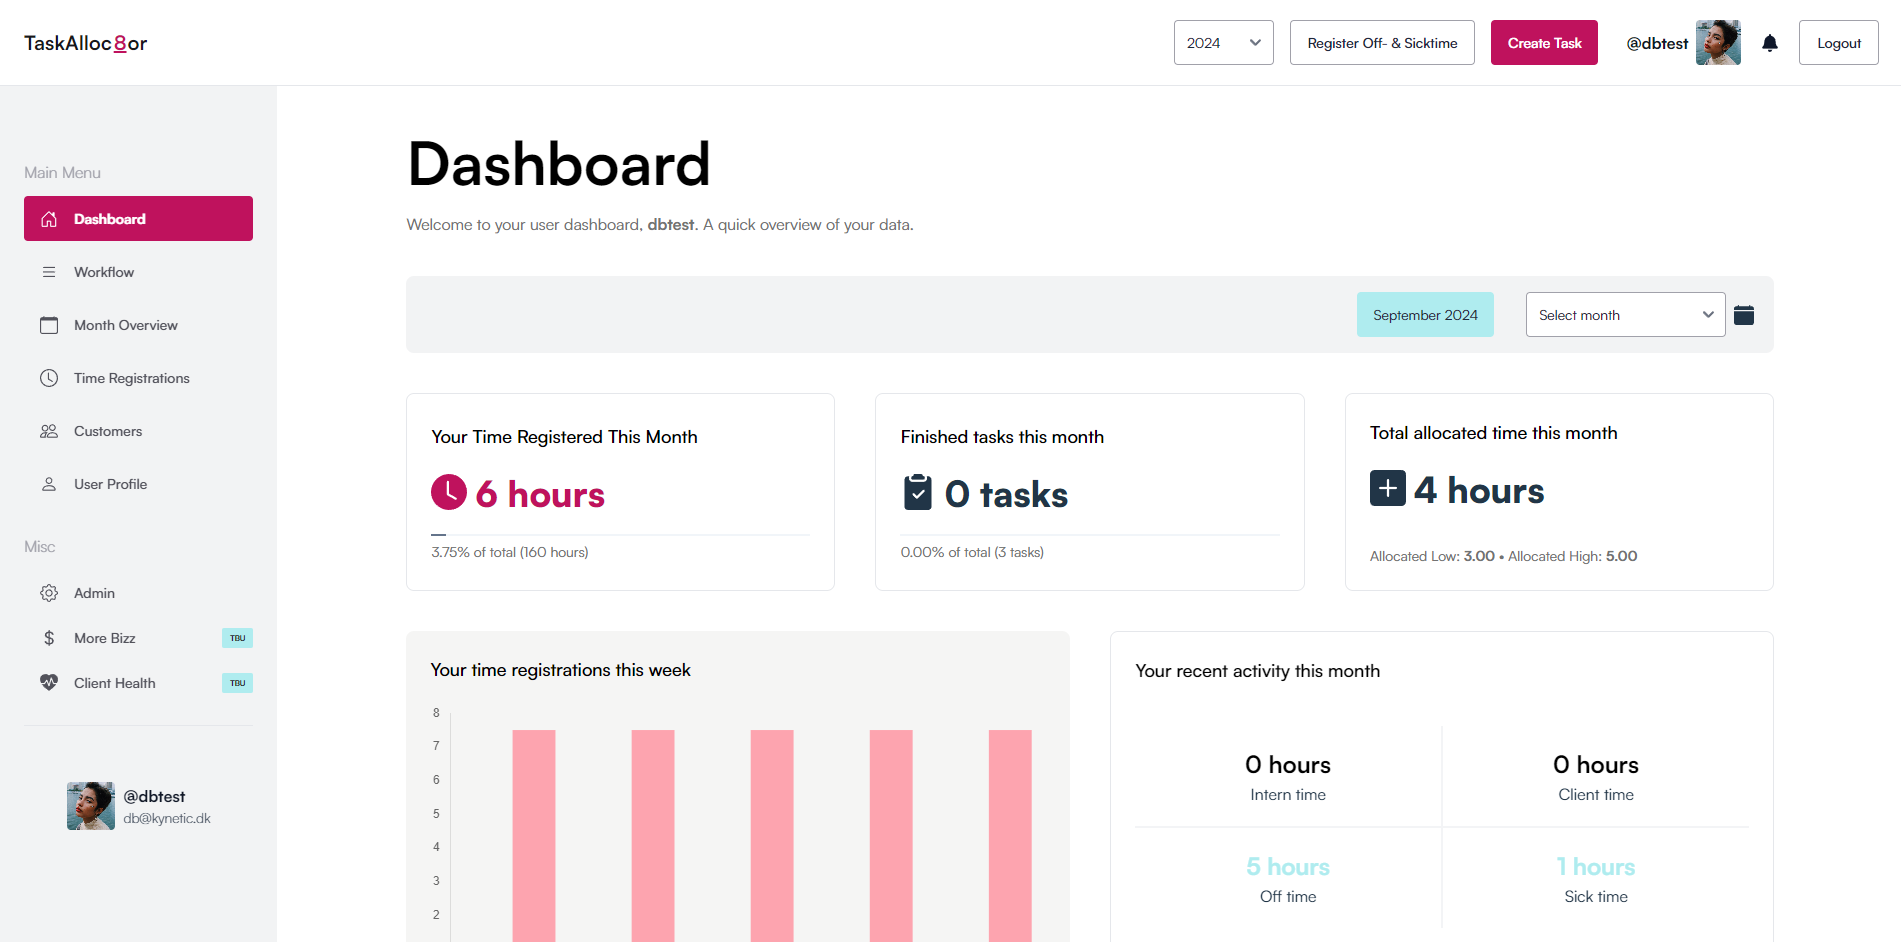 TaskAlloc8or
2024
Register Off- & Sicktime
Create Task
@dbtest
Logout
Main Menu
Dashboard
Workflow
Month Overview
Time Registrations
Customers
User Profile
Misc
Admin
More Bizz
TBU
Client Health
TBU
@dbtest
db@kynetic.dk
Dashboard
Welcome to your user dashboard, dbtest. A quick overview of your data.
September 2024
Select month
Your Time Registered This Month
6 hours
3.75% of total (160 hours)
Finished tasks this month
0 tasks
0.00% of total (3 tasks)
Total allocated time this month
4 hours
Allocated Low: 3.00 • Allocated High: 5.00
Your time registrations this week
8
7
6
5
4
3
2
Your recent activity this month
0 hours
Intern time
0 hours
Client time
5 hours
Off time
1 hours
Sick time